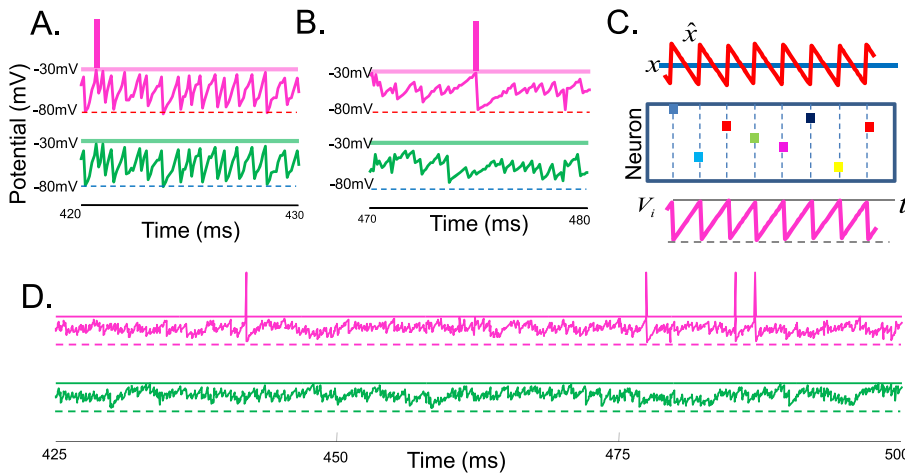 A.
B.
C.
Potential (mV)
-30mV
-80mV
-30mV
-80mV
420
430
Time (ms)
-30mV
-80mV
-30mV
-80mV
470
480
Time (ms)
x̂
x
Neuron
V_i
t
D.
425
450
475
500
Time (ms)